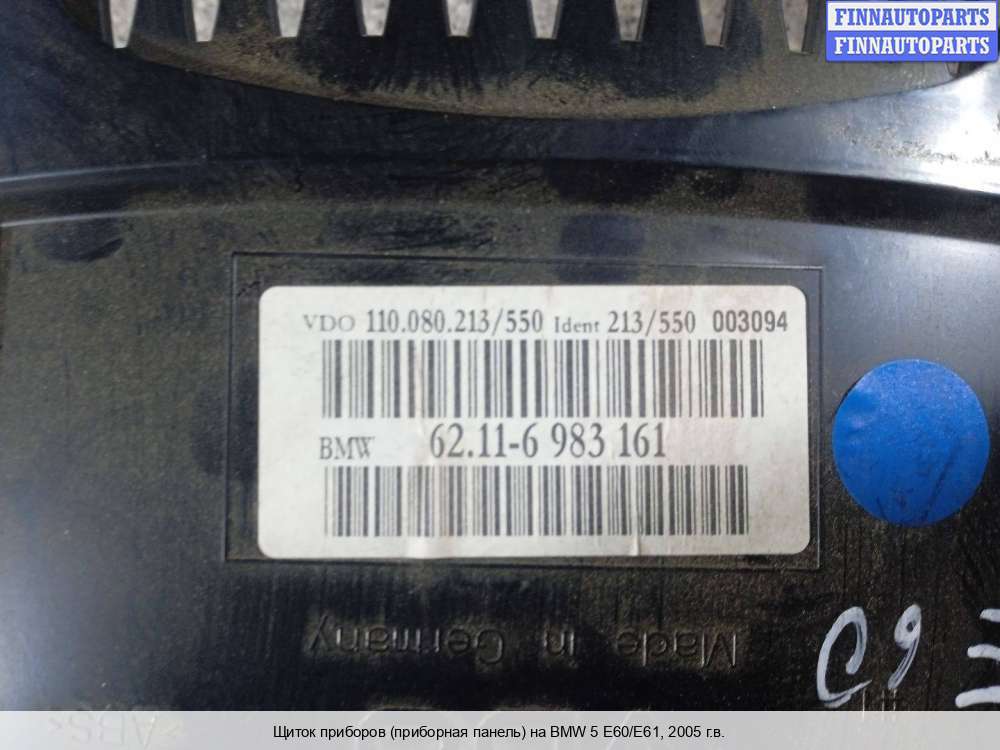 FINNAUTOPARTS
FINNAUTOPARTS
VDO 110.080.213/550 Ident 213/550 003094
BMW 62.11-6 983 161
Made in Germany
ABS
Щиток приборов (приборная панель) на BMW 5 E60/E61, 2005 г.в.